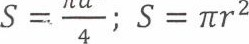 S = πd²/4 ; S = πr²